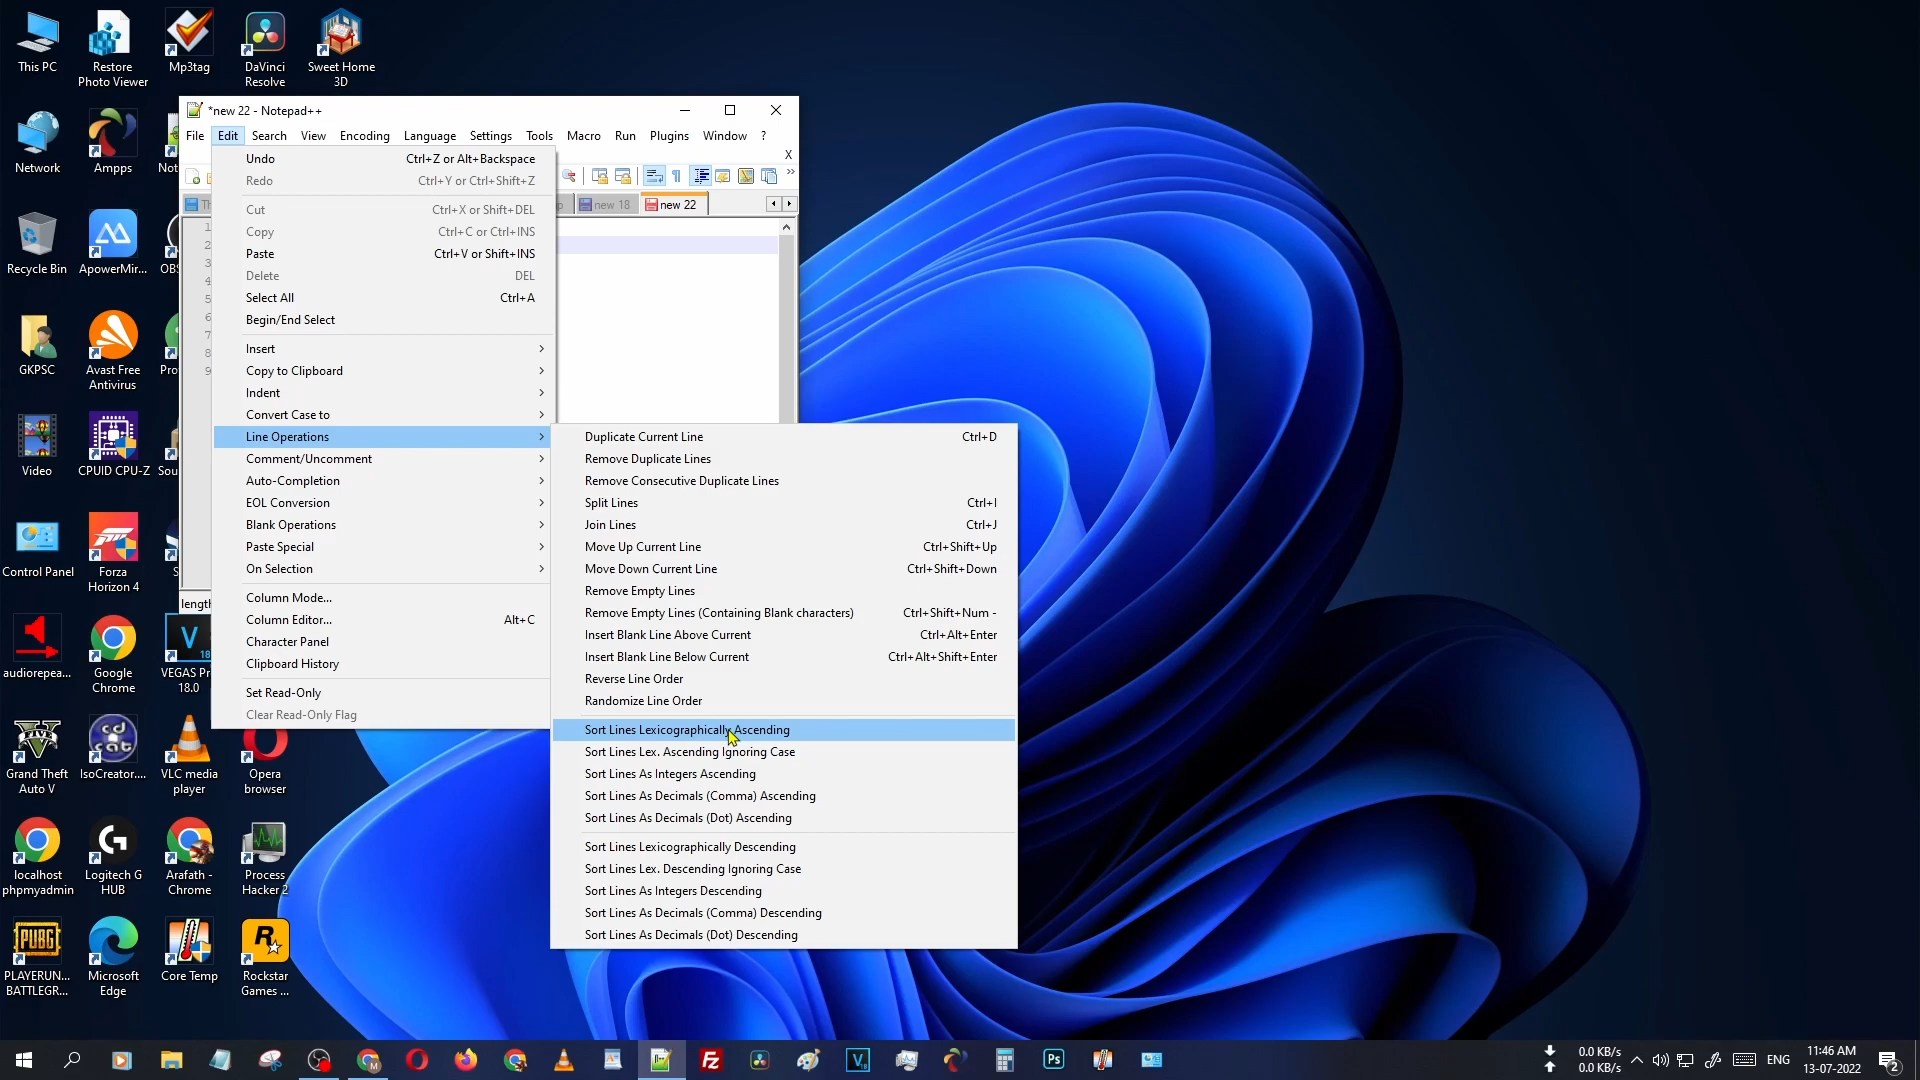 This PC
Restore
Photo Viewer
Mp3tag
DaVinci
Resolve
Sweet Home
3D
Network
Ampps
Recycle Bin
ApowerMir...
GKPSC
Avast Free
Antivirus
Video
CPUID CPU-Z
Control Panel
Forza
Horizon 4
audiorepea...
Google
Chrome
VEGAS Pr
18.0
Grand Theft
Auto V
IsoCreator....
VLC media
player
Opera
browser
localhost
phpmyadmin
Logitech G
HUB
Arafath -
Chrome
Process
Hacker 2
PLAYERUN...
BATTLEGR...
Microsoft
Edge
Core Temp
Rockstar
Games ...
*new 22 - Notepad++
File Edit Search View Encoding Language Settings Tools Macro Run Plugins Window ?
X
new 18
new 22
1
2
3
4
5
6
7
8
9
length
Undo Ctrl+Z or Alt+Backspace
Redo Ctrl+Y or Ctrl+Shift+Z
Cut Ctrl+X or Shift+DEL
Copy Ctrl+C or Ctrl+INS
Paste Ctrl+V or Shift+INS
Delete DEL
Select All Ctrl+A
Begin/End Select
Insert
Copy to Clipboard
Indent
Convert Case to
Line Operations
Comment/Uncomment
Auto-Completion
EOL Conversion
Blank Operations
Paste Special
On Selection
Column Mode...
Column Editor... Alt+C
Character Panel
Clipboard History
Set Read-Only
Clear Read-Only Flag
Duplicate Current Line Ctrl+D
Remove Duplicate Lines
Remove Consecutive Duplicate Lines
Split Lines Ctrl+I
Join Lines Ctrl+J
Move Up Current Line Ctrl+Shift+Up
Move Down Current Line Ctrl+Shift+Down
Remove Empty Lines
Remove Empty Lines (Containing Blank characters) Ctrl+Shift+Num -
Insert Blank Line Above Current Ctrl+Alt+Enter
Insert Blank Line Below Current Ctrl+Alt+Shift+Enter
Reverse Line Order
Randomize Line Order
Sort Lines Lexicographically Ascending
Sort Lines Lex. Ascending Ignoring Case
Sort Lines As Integers Ascending
Sort Lines As Decimals (Comma) Ascending
Sort Lines As Decimals (Dot) Ascending
Sort Lines Lexicographically Descending
Sort Lines Lex. Descending Ignoring Case
Sort Lines As Integers Descending
Sort Lines As Decimals (Comma) Descending
Sort Lines As Decimals (Dot) Descending
0.0 KB/s
0.0 KB/s
ENG
11:46 AM
13-07-2022
2